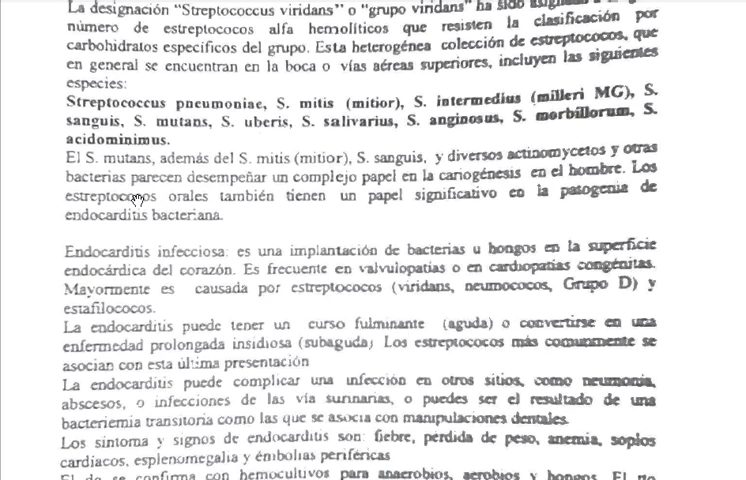 La designación "Streptococcus viridans" o "grupo viridans" ha sido asignada a
número de estreptococos alfa hemolíticos que resisten la clasificación por
carbohidratos especificos del grupo. Esta heterogénea colección de estreptococos, que
en general se encuentran en la boca o vías aéreas superiores, incluyen las siguientes
especies:
Streptococcus pneumoniae, S. mitis (mitior), S. intermedius (milleri MG), S.
sanguis, S. mutans, S. uberis, S. salivarius, S. anginosus, S. morbillorum, S.
acidominimus.
El S. mutans, además del S. mitis (mitior), S. sanguis, y diversos actinomycetos y otras
bacterias parecen desempeñar un complejo papel en la cariogénesis en el hombre. Los
estreptococos orales también tienen un papel significativo en la patogenia de
endocarditis bacteriana.
Endocarditis infecciosa: es una implantación de bacterias u hongos en la superficie
endocárdica del corazón. Es frecuente en valvulopatias o en cardiopatias congénitas.
Mayormente es causada por estreptococos (viridans, neumococos, Grupo D) y
estafilococos.
La endocarditis puede tener un curso fulminante (aguda) o convertirse en una
enfermedad prolongada insidiosa (subaguda) Los estreptococos más comunmente se
asocian con esta última presentación
La endocarditis puede complicar una infección en otros sitios, como neumonia,
abscesos, o infecciones de las vía surinarias, o puedes ser el resultado de una
bacteriemia transitoria como las que se asocia con manipulaciones dentales.
Los sintoma y signos de endocarditis son: fiebre, perdida de peso, anemia, soplos
cardiacos, esplenomegalia y émbolias periféricas
El dg se confirma con hemocultivos para anaerobios, aerobios y hongos. El no